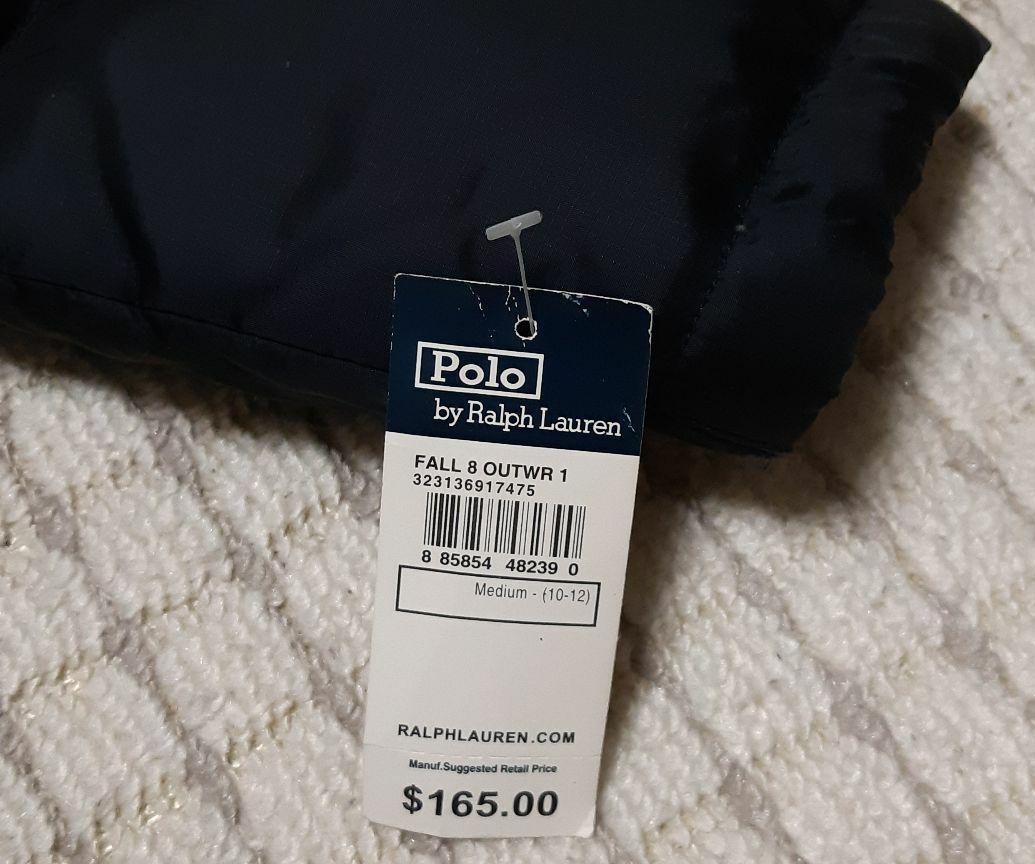 Polo
by Ralph Lauren
FALL 8 OUTWR 1
323136917475
8 85854 48239 0
Medium - (10-12)
RALPHLAUREN.COM
Manuf.Suggested Retail Price
$165.00